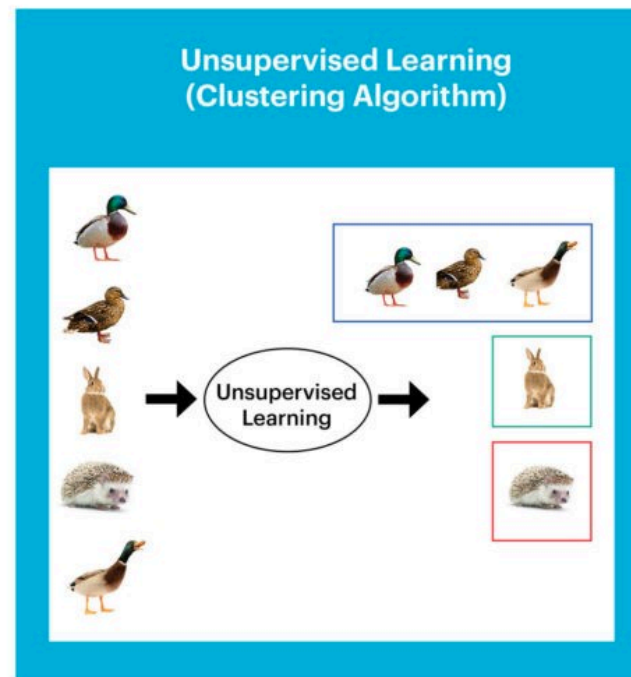 Unsupervised Learning
(Clustering Algorithm)
Unsupervised
Learning